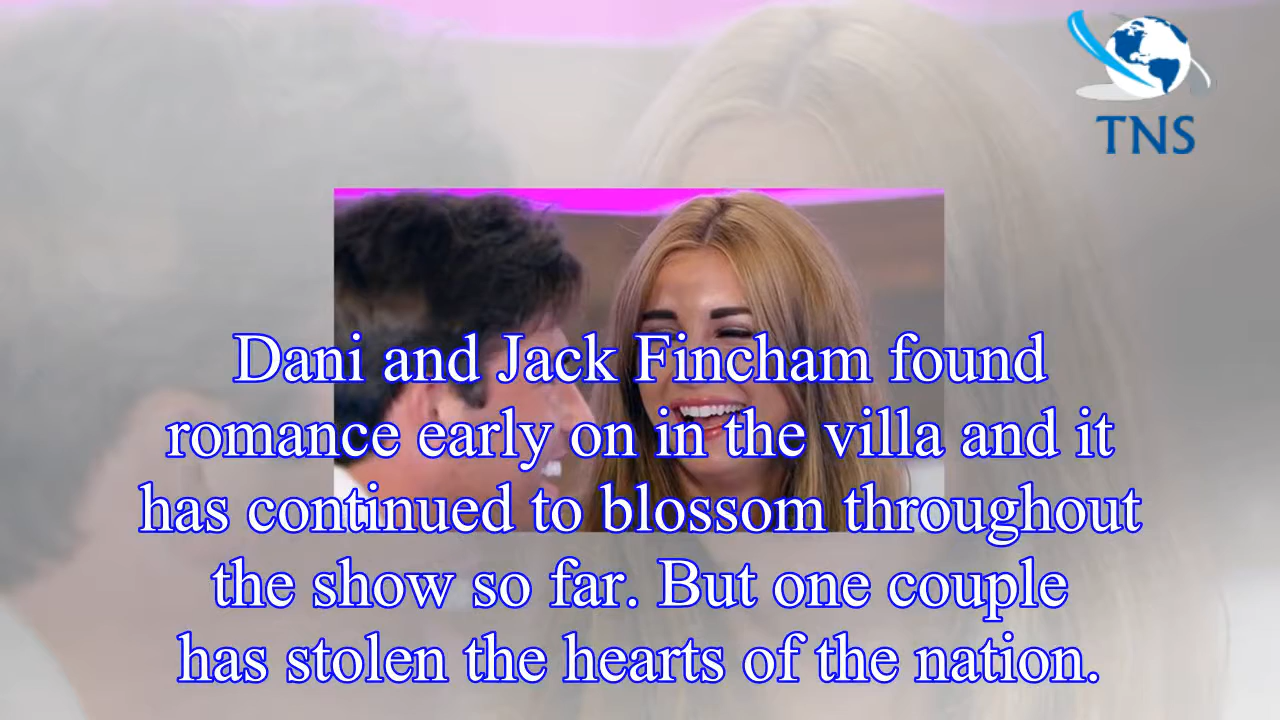 TNS
Dani and Jack Fincham found
romance early on in the villa and it
has continued to blossom throughout
the show so far. But one couple
has stolen the hearts of the nation.